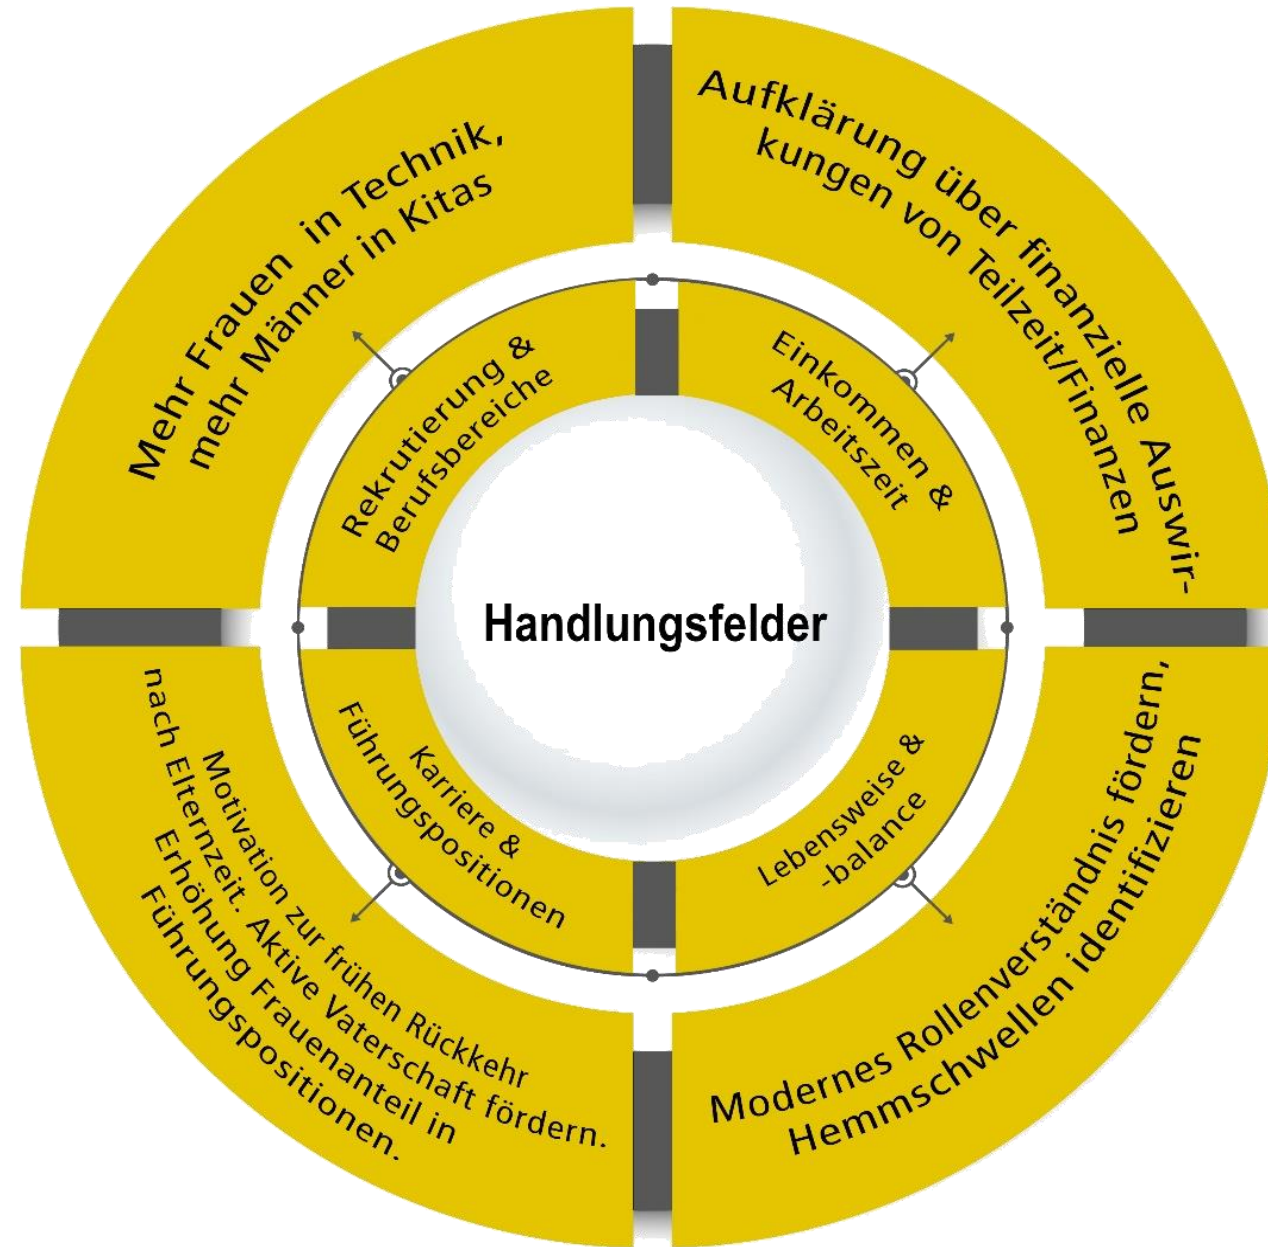 Mehr Frauen in Technik,
mehr Männer in Kitas
Aufklärung über finanzielle Auswir-
kungen von Teilzeit/Finanzen
Rekrutierung &
Berufsbereiche
Einkommen &
Arbeitszeit
Handlungsfelder
Karriere &
Führungspositionen
Lebensweise &
-balance
Motivation zur frühen Rückkehr
nach Elternzeit. Aktive Vaterschaft fördern.
Erhöhung Frauenanteil in
Führungspositionen.
Modernes Rollenverständnis fördern,
Hemmschwellen identifizieren